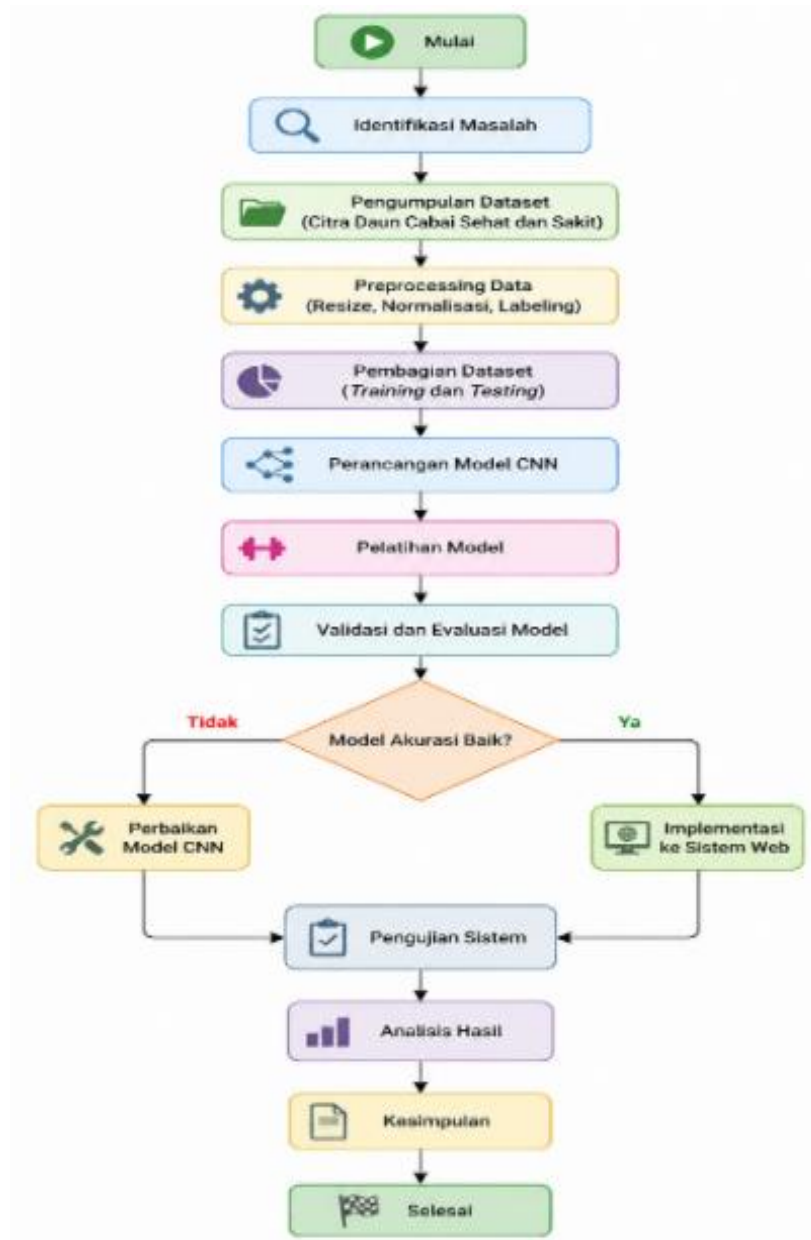 Mulai
Identifikasi Masalah
Pengumpulan Dataset
(Citra Daun Cabai Sehat dan Sakit)
Preprocessing Data
(Resize, Normalisasi, Labeling)
Pembagian Dataset
(Training dan Testing)
Perancangan Model CNN
Pelatihan Model
Validasi dan Evaluasi Model
Model Akurasi Baik?
Tidak
Ya
Perbaikan
Model CNN
Implementasi
ke Sistem Web
Pengujian Sistem
Analisis Hasil
Kesimpulan
Selesai